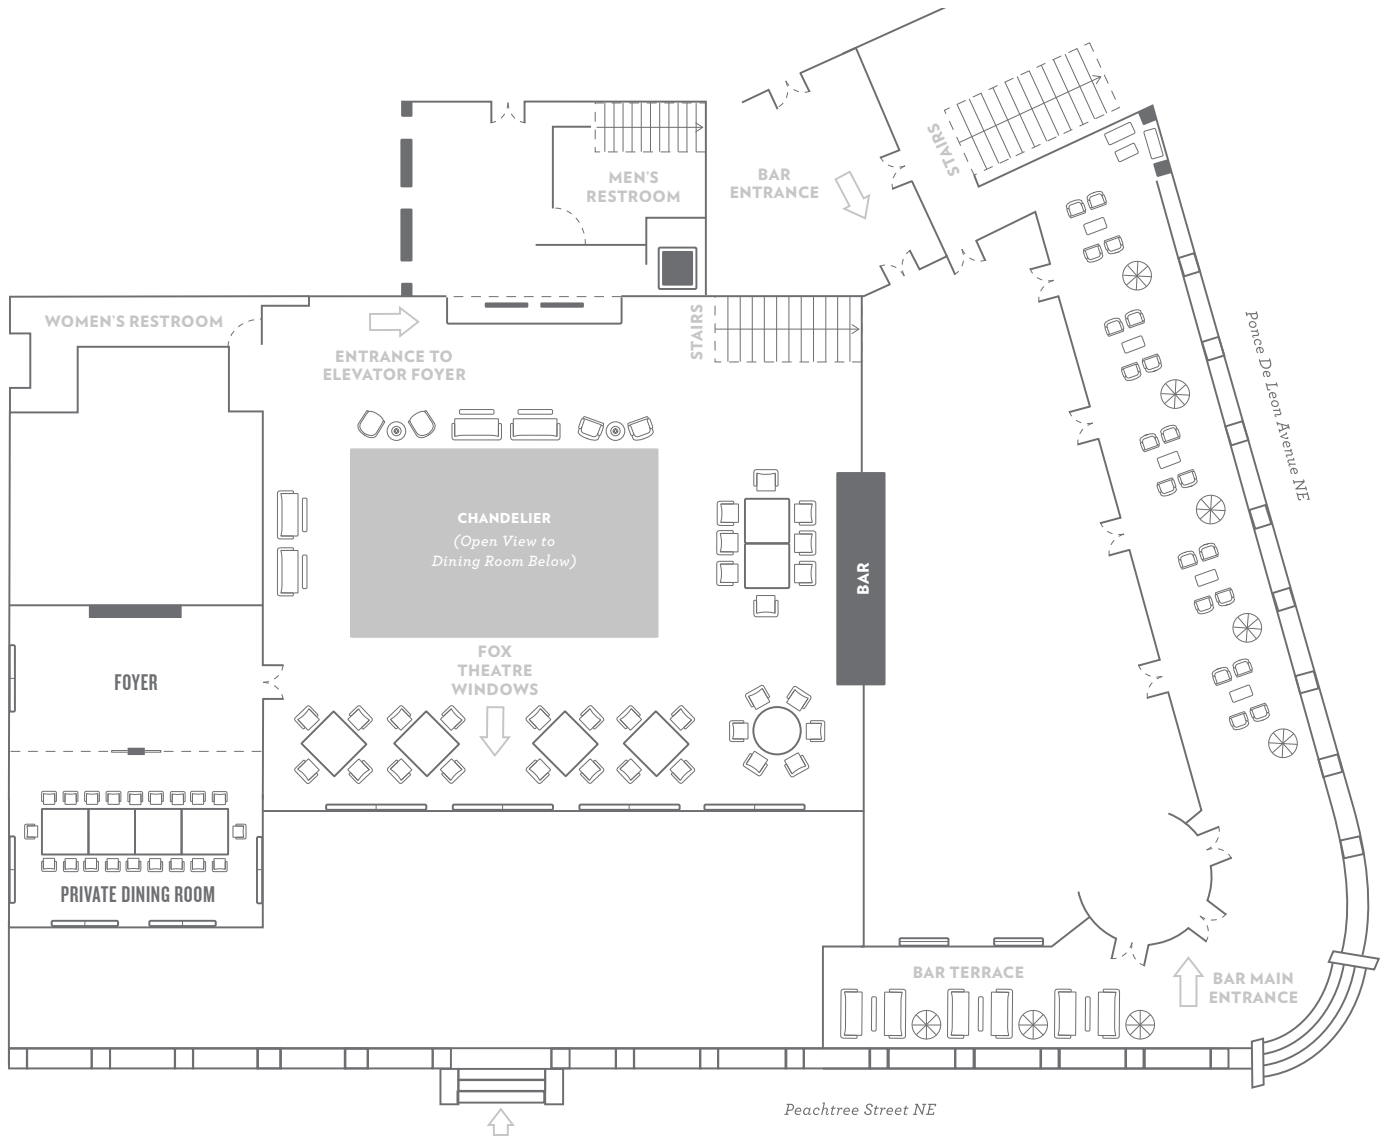 STAIRS
MEN'S
RESTROOM
BAR
ENTRANCE
WOMEN'S RESTROOM
STAIRS
ENTRANCE TO
ELEVATOR FOYER
Ponce De Leon Avenue NE
CHANDELIER
(Open View to
Dining Room Below)
BAR
FOX
THEATRE
WINDOWS
FOYER
PRIVATE DINING ROOM
BAR TERRACE
BAR MAIN
ENTRANCE
Peachtree Street NE